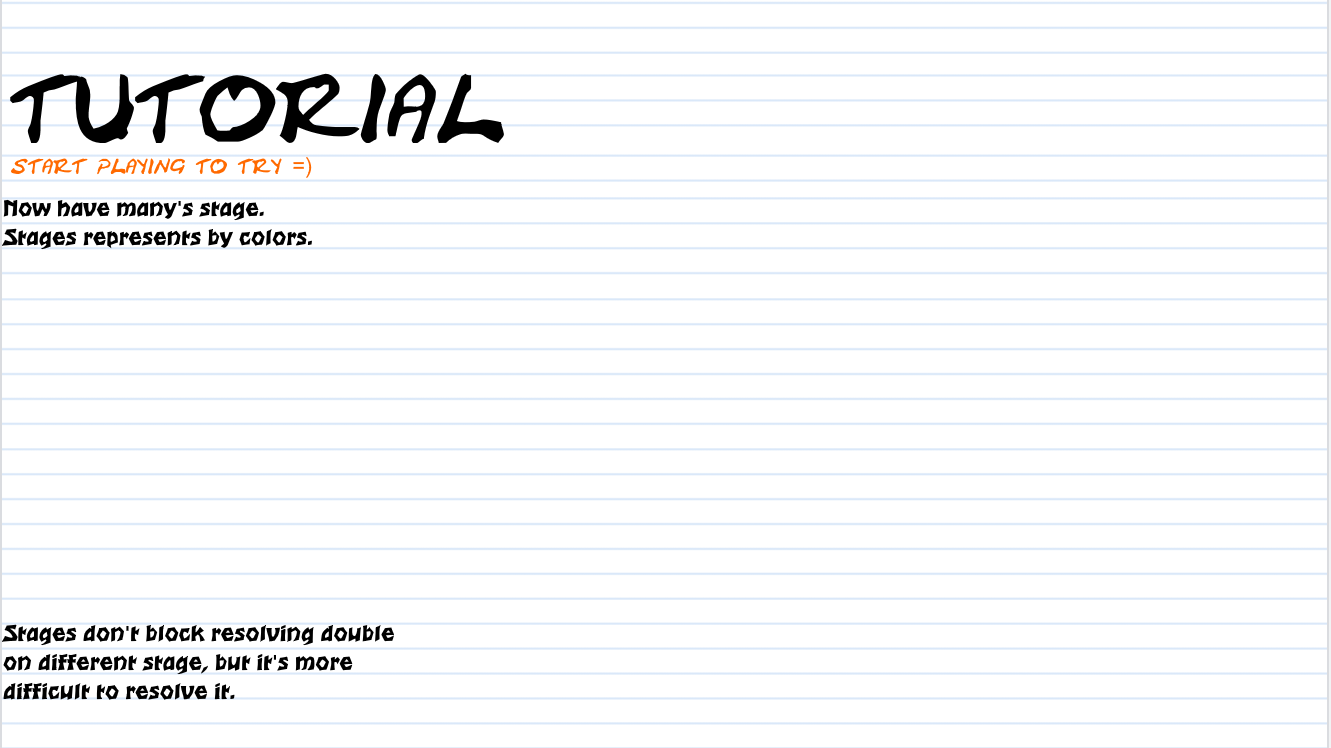 TUTORIAL
START PLAYING TO TRY =)
Now have many's stage.
Stages represents by colors.
Stages don't block resolving double
on different stage, but it's more
difficult to resolve it.